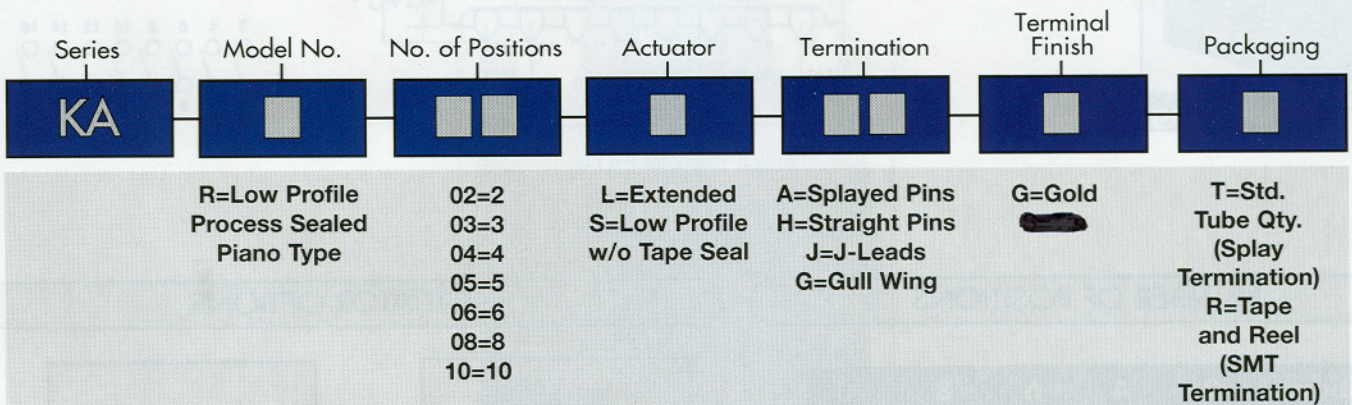 Series
Model No.
No. of Positions
Actuator
Termination
Terminal
Finish
Packaging
KA
R=Low Profile
Process Sealed
Piano Type
02=2
03=3
04=4
05=5
06=6
08=8
10=10
L=Extended
S=Low Profile
w/o Tape Seal
A=Splayed Pins
H=Straight Pins
J=J-Leads
G=Gull Wing
G=Gold
T=Std.
Tube Qty.
(Splay
Termination)
R=Tape
and Reel
(SMT
Termination)